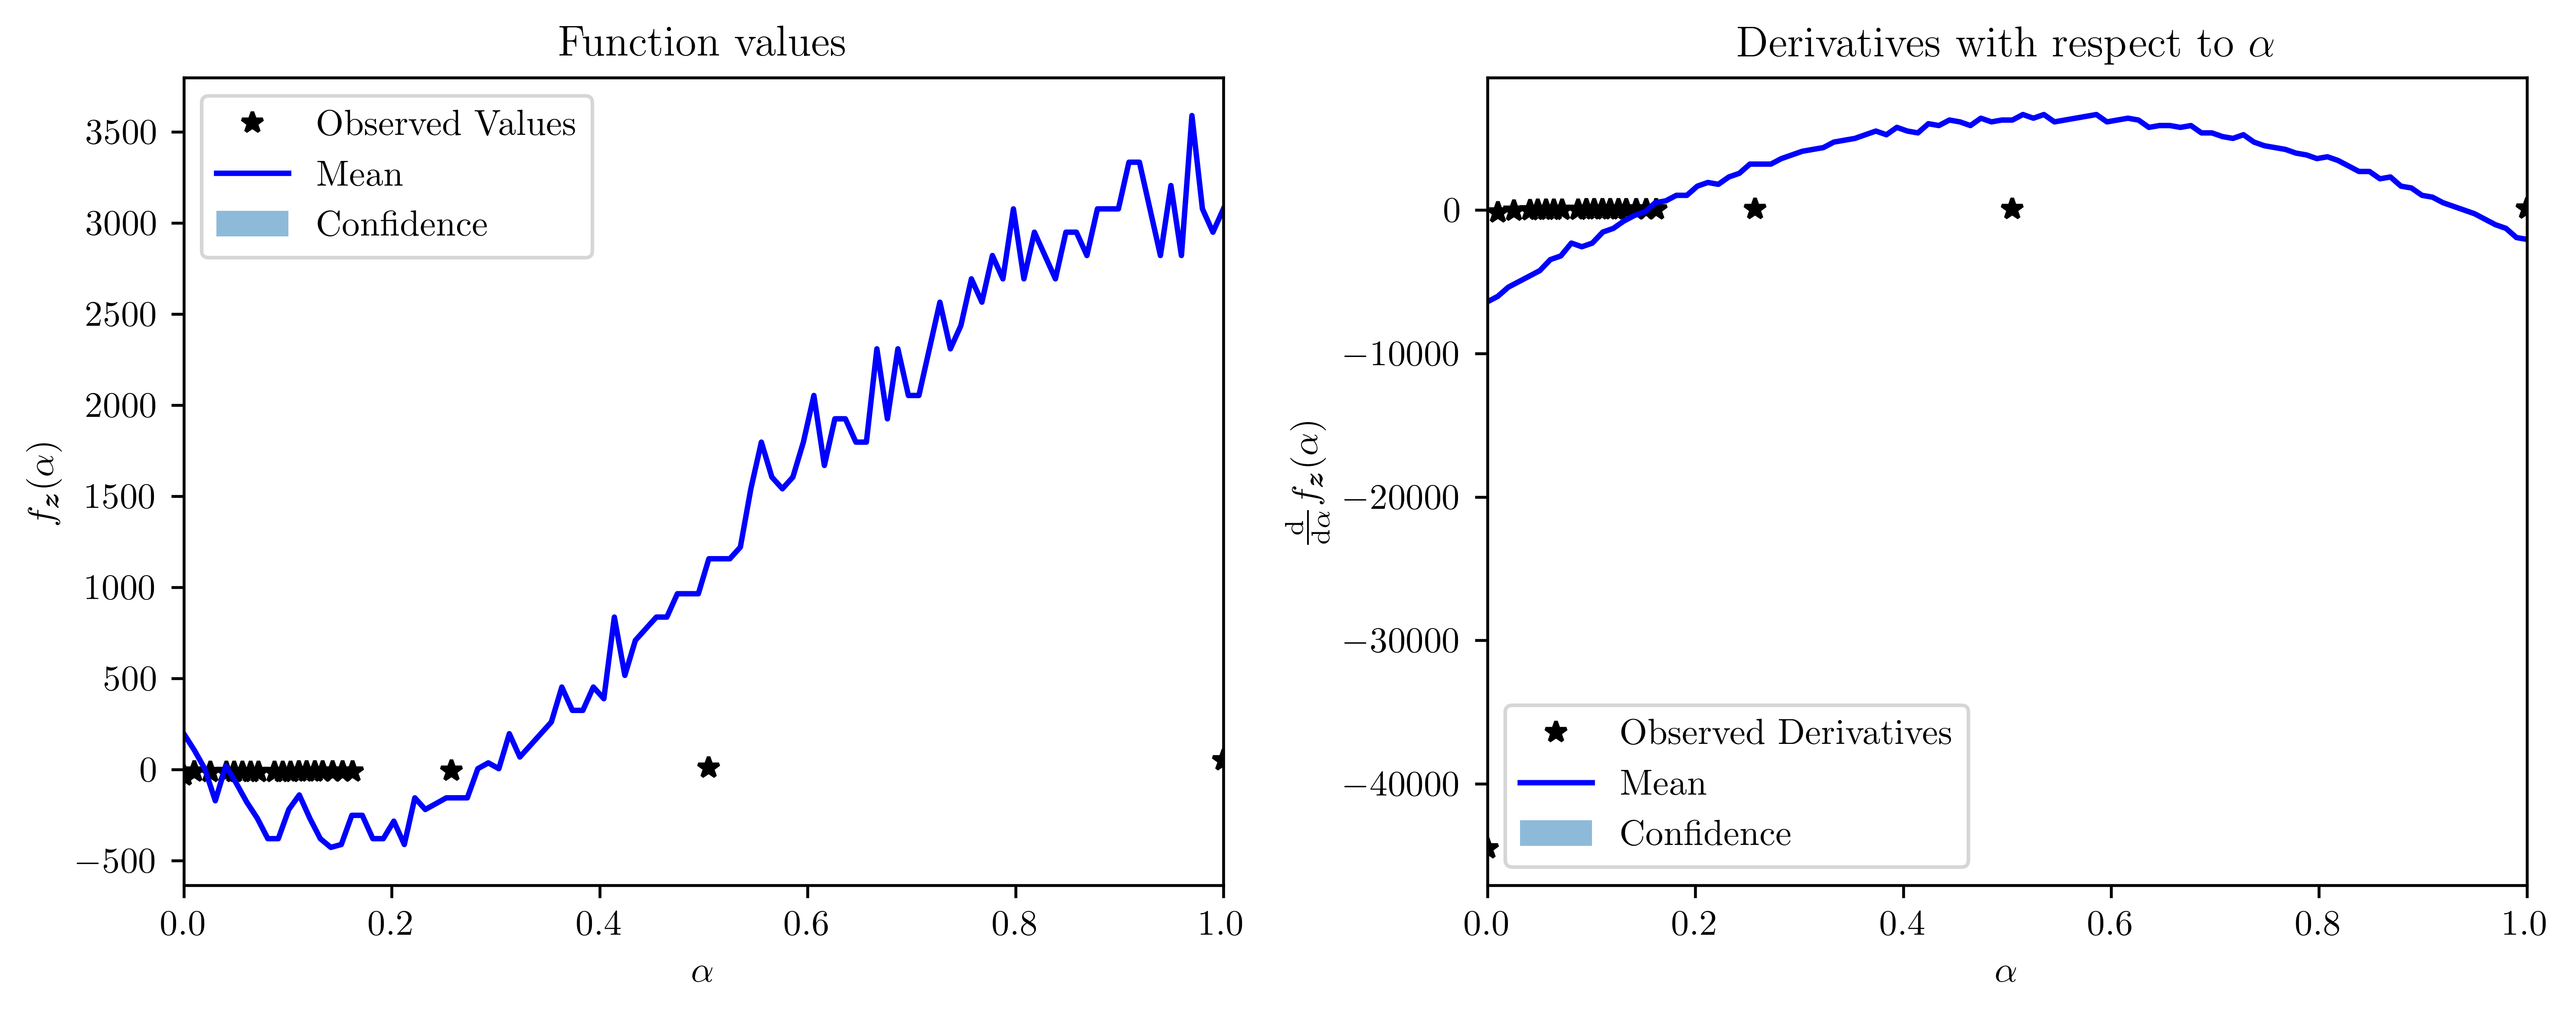 Function values
Observed Values
Mean
Confidence
3500
3000
2500
2000
1500
1000
500
0
−500
f_z(α)
0.0 0.2 0.4 0.6 0.8 1.0
α
Derivatives with respect to α
0
−10000
−20000
−30000
−40000
d/dα f_z(α)
Observed Derivatives
Mean
Confidence
0.0 0.2 0.4 0.6 0.8 1.0
α